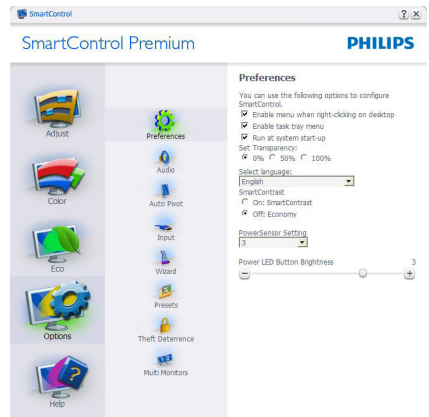 SmartControl
SmartControl Premium
PHILIPS
Adjust
Color
Eco
Options
Help
Preferences
Audio
Auto Pivot
Input
Wizard
Presets
Theft Deterrence
Multi Monitors
Preferences
You can use the following options to configure
SmartControl.
Enable menu when right-clicking on desktop
Enable task tray menu
Run at system start-up
Set Transparency:
0% 50% 100%
Select language:
English
SmartContrast
On: SmartContrast
Off: Economy
PowerSensor Setting
3
Power LED Button Brightness 3